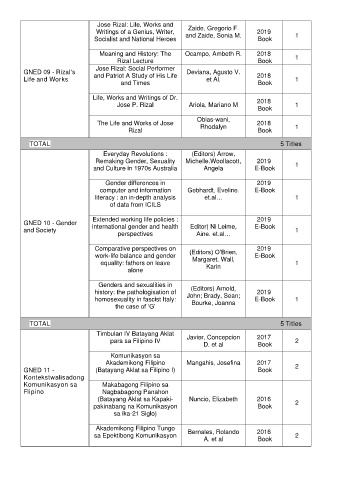 GNED 09 - Rizal's
Life and Works
Jose Rizal: Life, Works and
Writings of a Genius, Writer,
Socialist and National Heroes
Zaide, Gregorio F
and Zaide, Sonia M.
2019
Book
1
Meaning and History: The
Rizal Lecture
Ocampo, Ambeth R.
2018
Book
1
Jose Rizal: Social Performer
and Patriot A Study of His Life
and Times
Deviana, Agusto V.
et Al.
2018
Book
1
Life, Works and Writings of Dr.
Jose P. Rizal
Ariola, Mariano M
2018
Book
1
The Life and Works of Jose
Rizal
Obias-wani,
Rhodalyn
2018
Book
1
TOTAL
5 Titles
GNED 10 - Gender
and Society
Everyday Revolutions :
Remaking Gender, Sexuality
and Culture in 1970s Australia
(Editors) Arrow,
Michelle.Woollacott,
Angela
2019
E-Book
1
Gender differences in
computer and information
literacy : an in-depth analysis
of data from ICILS
Gebhardt, Eveline.
et.al…
2019
E-Book
1
Extended working life policies :
international gender and health
perspectives
Editor) Ni Leime,
Aine. et.al…
2019
E-Book
1
Comparative perspectives on
work-life balance and gender
equality: fathers on leave
alone
(Editors) O'Brien,
Margaret, Wall,
Karin
2019
E-Book
1
Genders and sexualities in
history: the pathologisation of
homosexuality in fascist Italy:
the case of 'G'
(Editors) Arnold,
John; Brady, Sean;
Bourke, Joanna
2019
E-Book
1
TOTAL
5 Titles
GNED 11 -
Kontekstwalisadong
Komunikasyon sa
Flipino
Timbulan IV Batayang Aklat
para sa Filipino IV
Javier, Concepcion
D. et al
2017
Book
2
Komunikasyon sa
Akademikong Filipino
(Batayang Aklat sa Filipino I)
Mangahis, Josefina
2017
Book
2
Makabagong Filipino sa
Nagbabagong Panahon
(Batayang Aklat sa Kapaki-
pakinabang na Komunikasyon
sa ika-21 Siglo)
Nuncio, Elizabeth
2016
Book
2
Akademikong Filipino Tungo
sa Epektibong Komunikasyon
Bernales, Rolando
A. et al
2016
Book
2